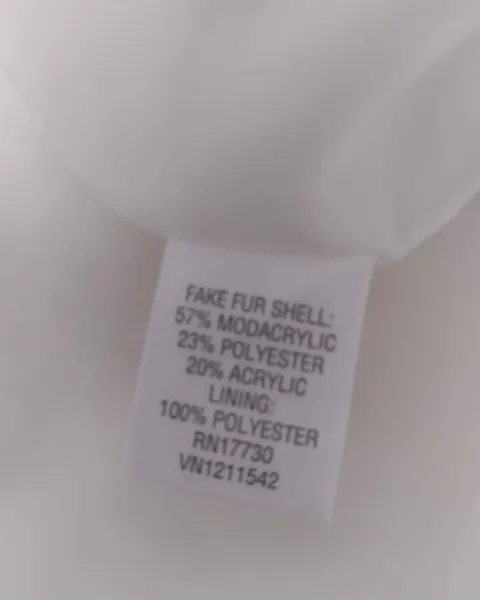 FAKE FUR SHELL:
57% MODACRYLIC
23% POLYESTER
20% ACRYLIC
LINING:
100% POLYESTER
RN17730
VN1211542